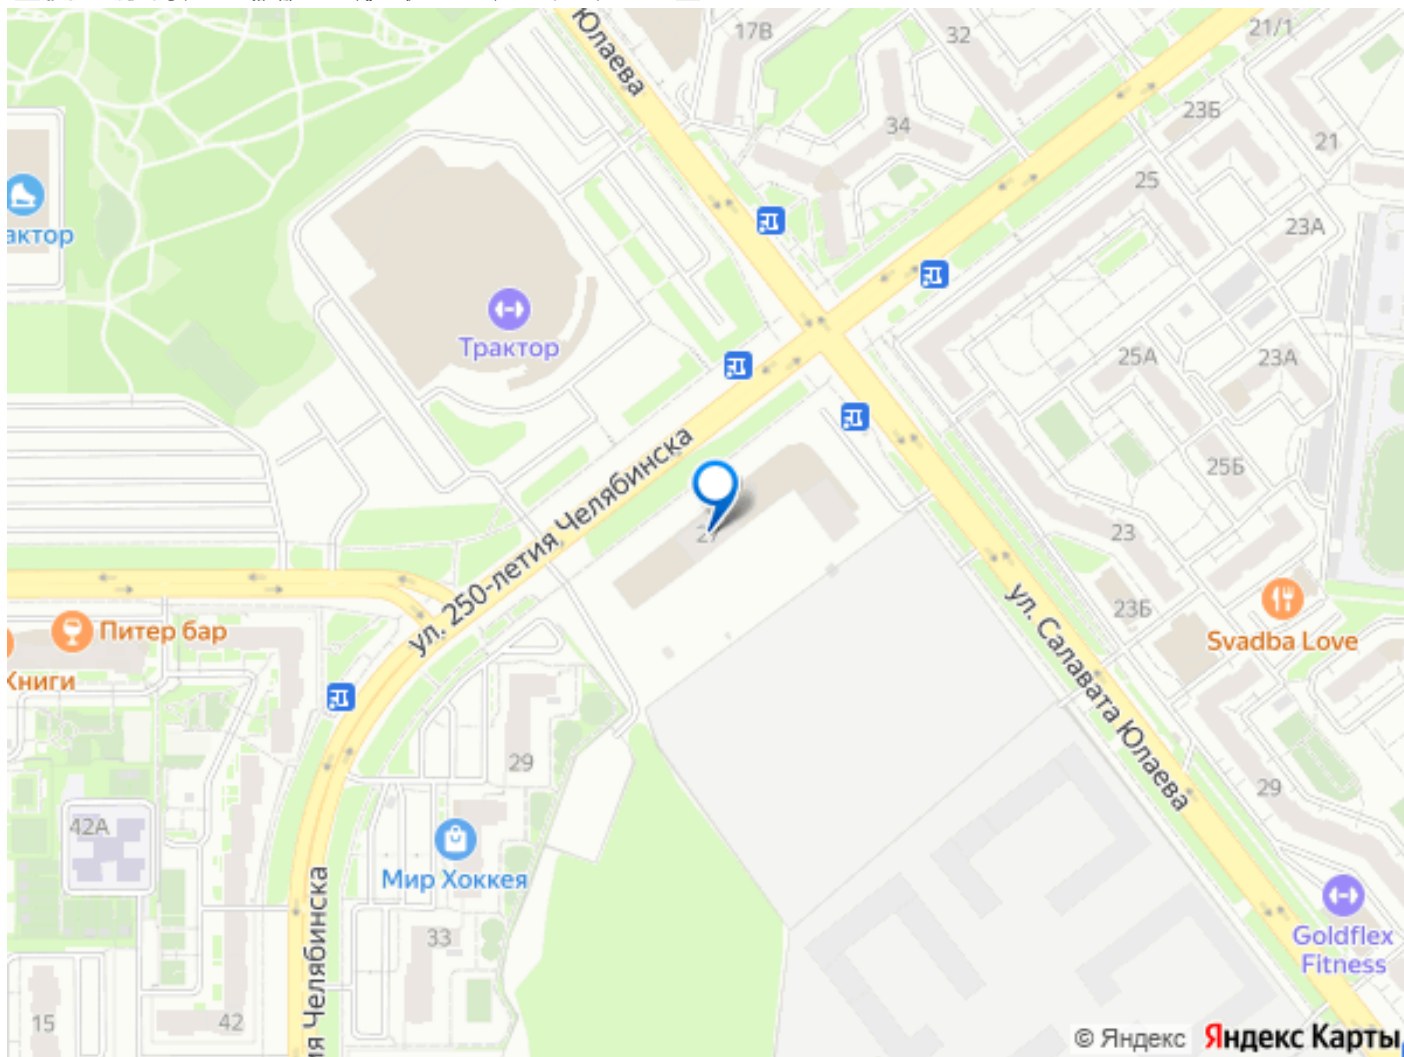 Юлаева
17В
32
21/1
34
23Б
21
25
23А
актор
Трактор
25А
23А
25Б
ул. 250-летия Челябинска
27
23
23Б
Svadba Love
ул. Салавата Юлаева
Питер бар
Книги
29
29
42А
Мир Хоккея
33
Goldflex
Fitness
ия Челябинска
15
42
© Яндекс Яндекс Карты